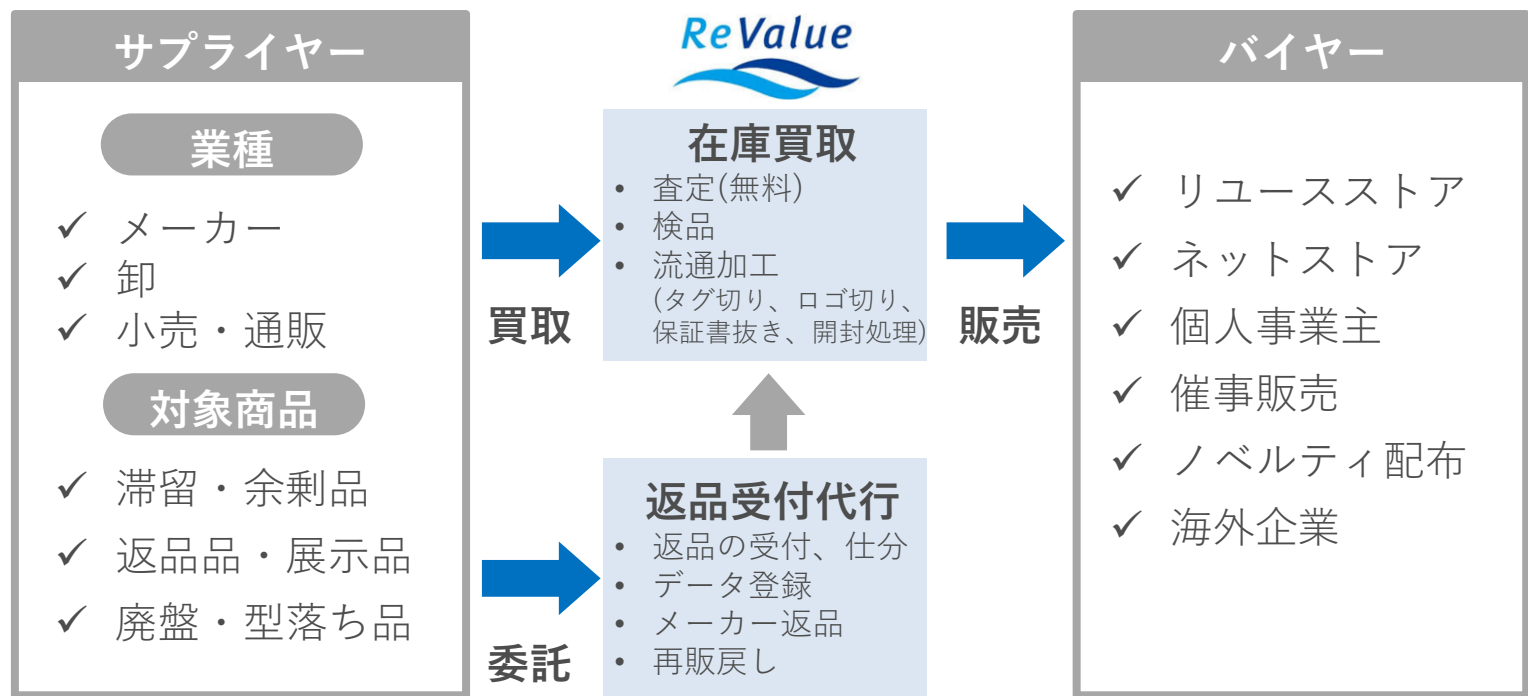 サプライヤー
業種
✓ メーカー
✓ 卸
✓ 小売・通販
対象商品
✓ 滞留・余剰品
✓ 返品品・展示品
✓ 廃盤・型落ち品
買取
委託
ReValue
在庫買取
• 査定(無料)
• 検品
• 流通加工
(タグ切り、ロゴ切り、
保証書抜き、開封処理)
返品受付代行
• 返品の受付、仕分
• データ登録
• メーカー返品
• 再販戻し
販売
バイヤー
✓ リユースストア
✓ ネットストア
✓ 個人事業主
✓ 催事販売
✓ ノベルティ配布
✓ 海外企業